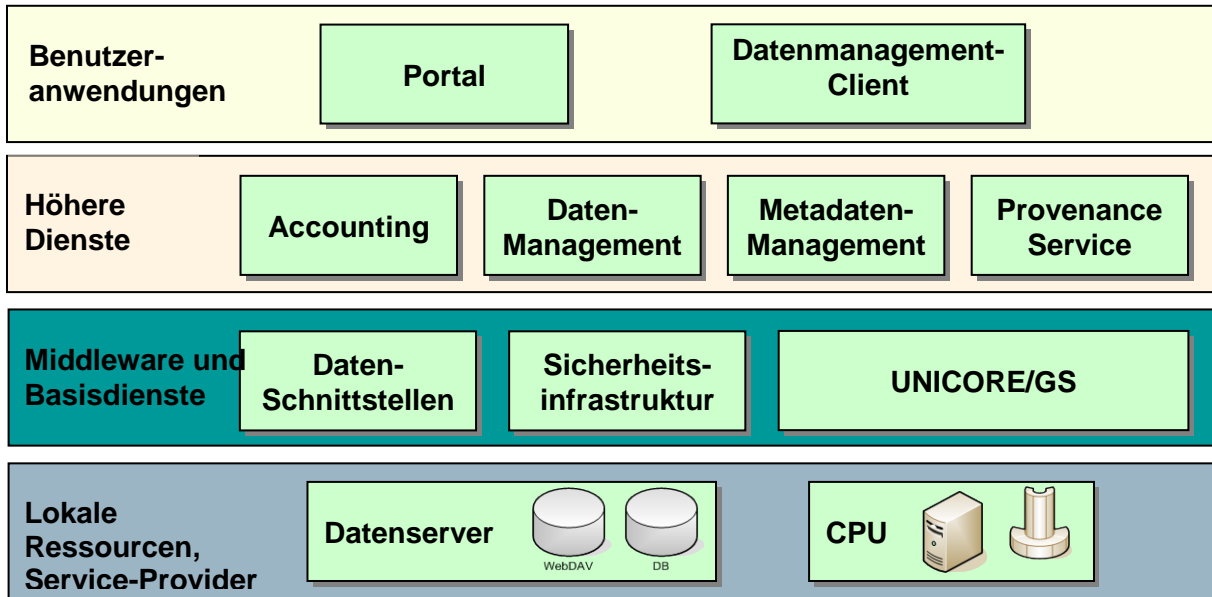 Benutzer-
anwendungen
Portal
Datenmanagement-
Client
Höhere
Dienste
Accounting
Daten-
Management
Metadaten-
Management
Provenance
Service
Middleware und
Basisdienste
Daten-
Schnittstellen
Sicherheits-
infrastruktur
UNICORE/GS
Lokale
Ressourcen,
Service-Provider
Datenserver
WebDAV
DB
CPU